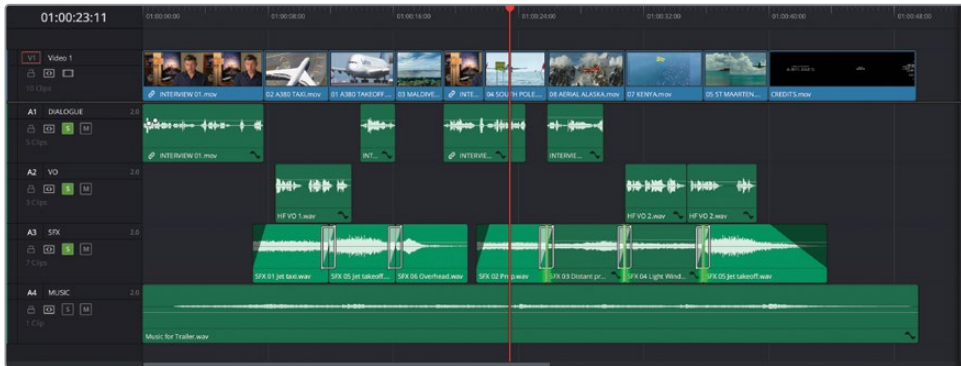 01:00:23:11
01:00:00:00 01:00:08:00 01:00:16:00 01:00:24:00 01:00:32:00 01:00:40:00 01:00:48:00
V1 Video 1
10 Clips
INTERVIEW 01.mov 02 A380 TAXI.mov 01 A380 TAKEOFF.... 03 MALDIVE... INTE... 04 SOUTH POLE.... 08 AERIAL ALASKA.mov 07 KENYA.mov 05 ST MAARTEN.... CREDITS.mov
A1 DIALOGUE 2.0
S M
5 Clips
INTERVIEW 01.mov INT... INTERVIE... INTERVIE...
A2 VO 2.0
S M
3 Clips
HF VO 1.wav HF VO 2.wav HF VO 2.wav
A3 SFX 2.0
S M
7 Clips
SFX 01 Jet taxi.wav SFX 05 Jet takeoff.... SFX 06 Overhead.wav SFX 02 Prop.wav SFX 03 Distant pr... SFX 04 Light Wind... SFX 05 Jet takeoff.wav
A4 MUSIC 2.0
S M
1 Clip
Music for Trailer.wav